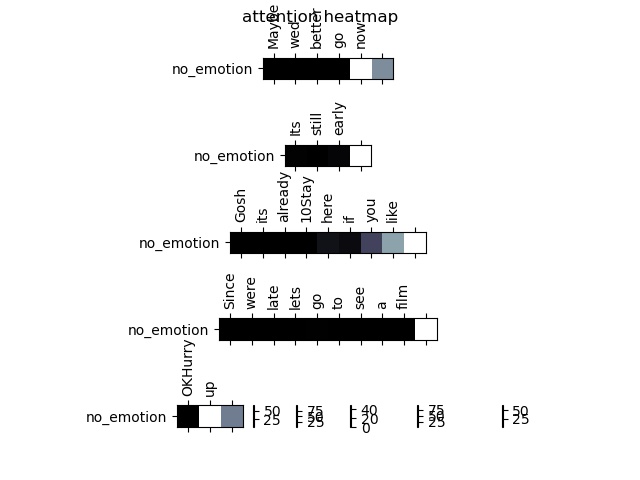 attention heatmap
Maybe wed better go now
no_emotion
Its still early
no_emotion
Gosh its already 10Stay here if you like
no_emotion
Since were late lets go to see a film
no_emotion
OKHurry up
no_emotion
50 75 40 75 50
25 50 20 50 25
25 0 25